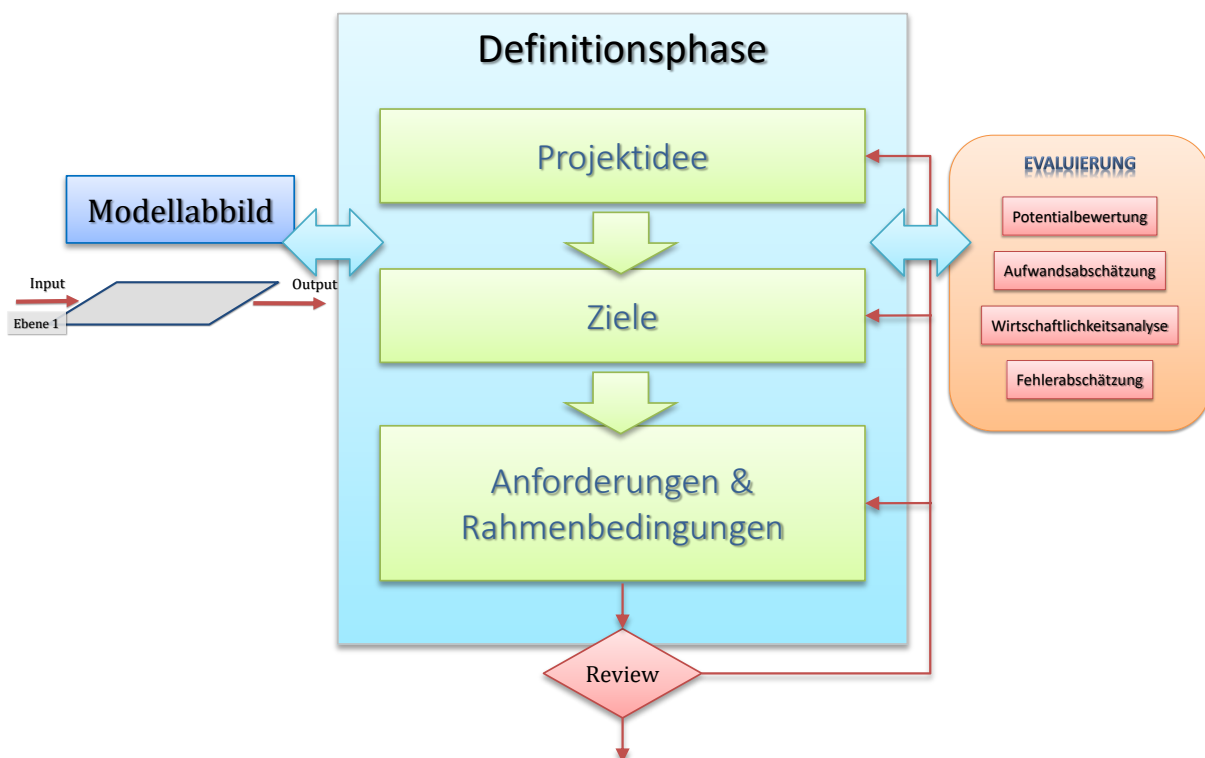 Definitionsphase
Projektidee
Ziele
Anforderungen &
Rahmenbedingungen
Review
Modellabbild
Input
Output
Ebene 1
EVALUIERUNG
Potentialbewertung
Aufwandsabschätzung
Wirtschaftlichkeitsanalyse
Fehlerabschätzung